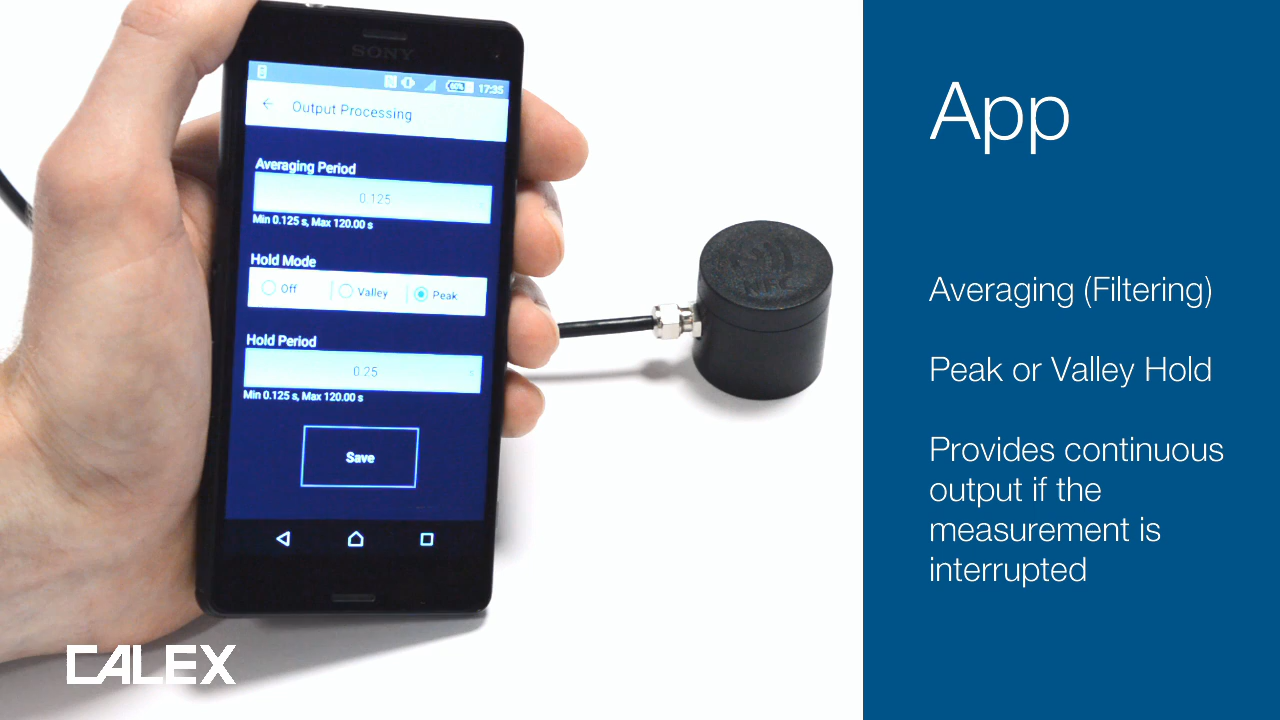 SONY
60%
17:35
Output Processing
Averaging Period
0.125
s
Min 0.125 s, Max 120.00 s
Hold Mode
Off
Valley
Peak
Hold Period
0.25
s
Min 0.125 s, Max 120.00 s
Save
NFC
CALEX
App
Averaging (Filtering)
Peak or Valley Hold
Provides continuous
output if the
measurement is
interrupted